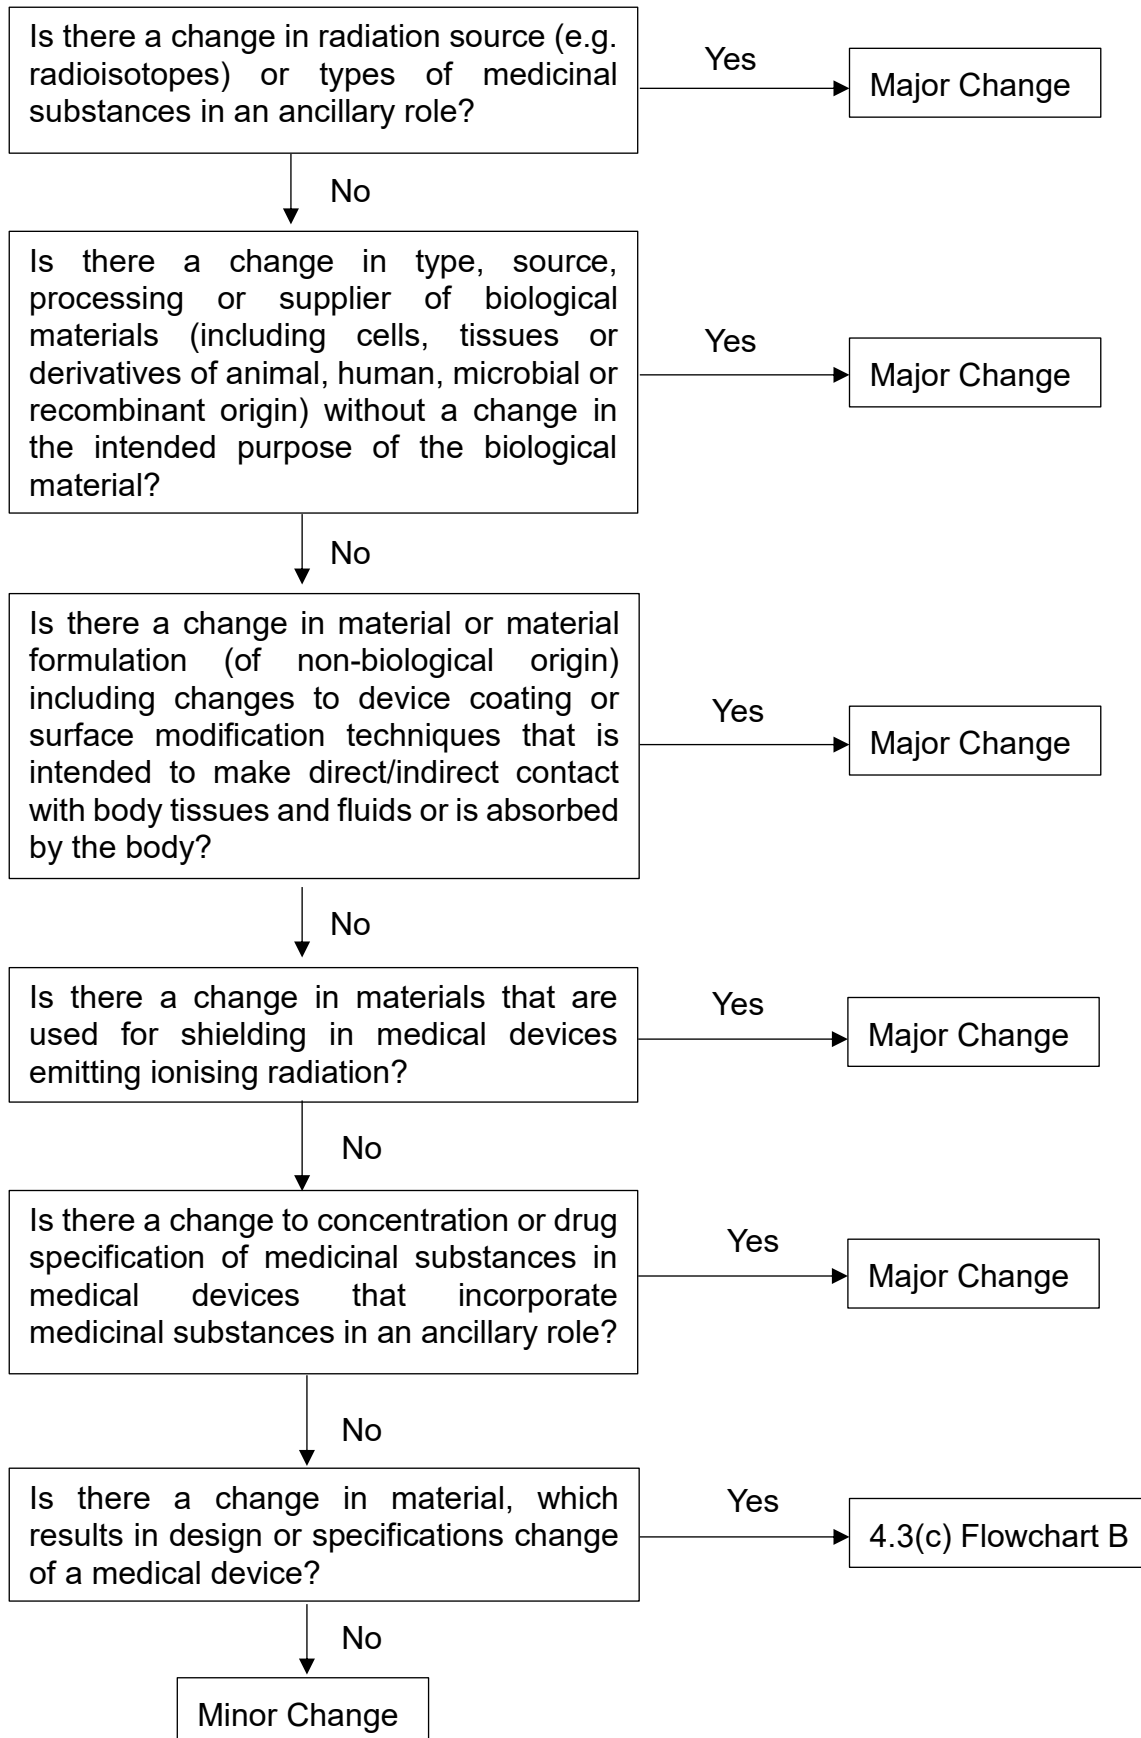 Is there a change in radiation source (e.g.
radioisotopes) or types of medicinal
substances in an ancillary role?
Yes
Major Change
No
Is there a change in type, source,
processing or supplier of biological
materials (including cells, tissues or
derivatives of animal, human, microbial or
recombinant origin) without a change in
the intended purpose of the biological
material?
Yes
Major Change
No
Is there a change in material or material
formulation (of non-biological origin)
including changes to device coating or
surface modification techniques that is
intended to make direct/indirect contact
with body tissues and fluids or is absorbed
by the body?
Yes
Major Change
No
Is there a change in materials that are
used for shielding in medical devices
emitting ionising radiation?
Yes
Major Change
No
Is there a change to concentration or drug
specification of medicinal substances in
medical devices that incorporate
medicinal substances in an ancillary role?
Yes
Major Change
No
Is there a change in material, which
results in design or specifications change
of a medical device?
Yes
4.3(c) Flowchart B
No
Minor Change